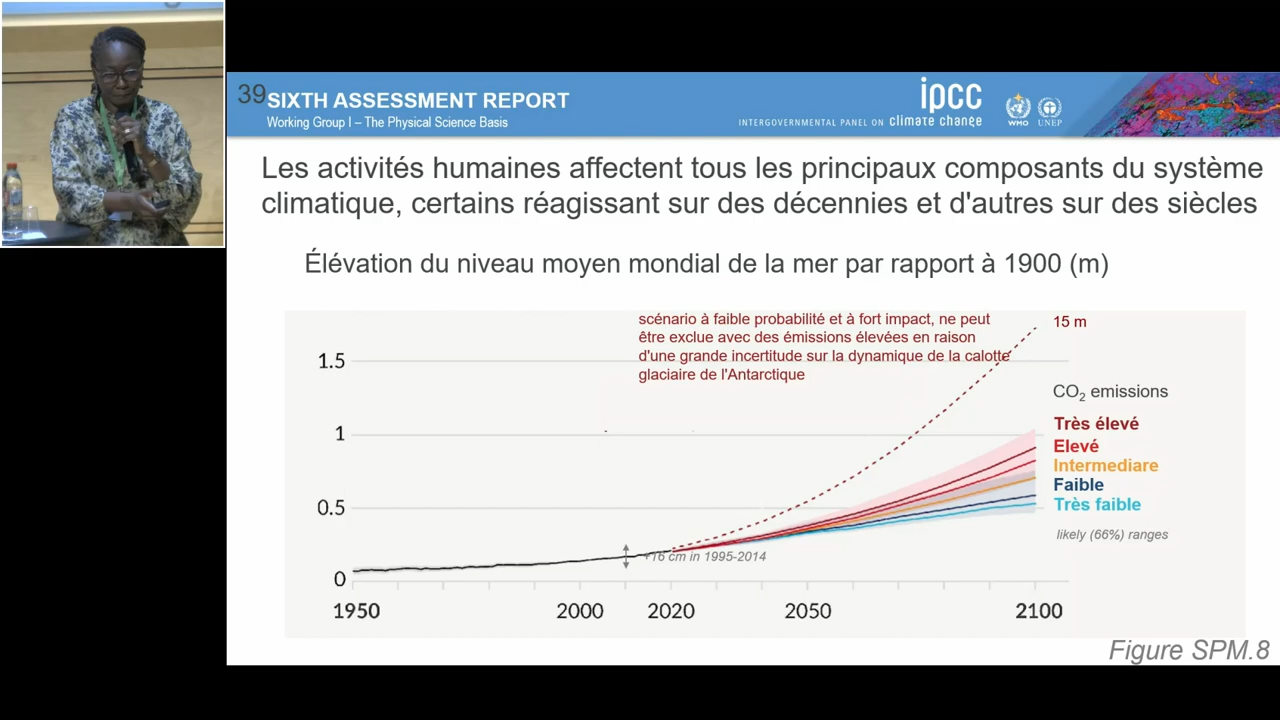 39
SIXTH ASSESSMENT REPORT
Working Group I – The Physical Science Basis
INTERGOVERNMENTAL PANEL ON climate change
ipcc
WMO
UNEP
Les activités humaines affectent tous les principaux composants du système
climatique, certains réagissant sur des décennies et d'autres sur des siècles
Élévation du niveau moyen mondial de la mer par rapport à 1900 (m)
scénario à faible probabilité et à fort impact, ne peut
être exclue avec des émissions élevées en raison
d'une grande incertitude sur la dynamique de la calotte
glaciaire de l'Antarctique
15 m
1.5
1
0.5
0
CO₂ emissions
Très élevé
Elevé
Intermediare
Faible
Très faible
likely (66%) ranges
+16 cm in 1995-2014
1950
2000
2020
2050
2100
Figure SPM.8